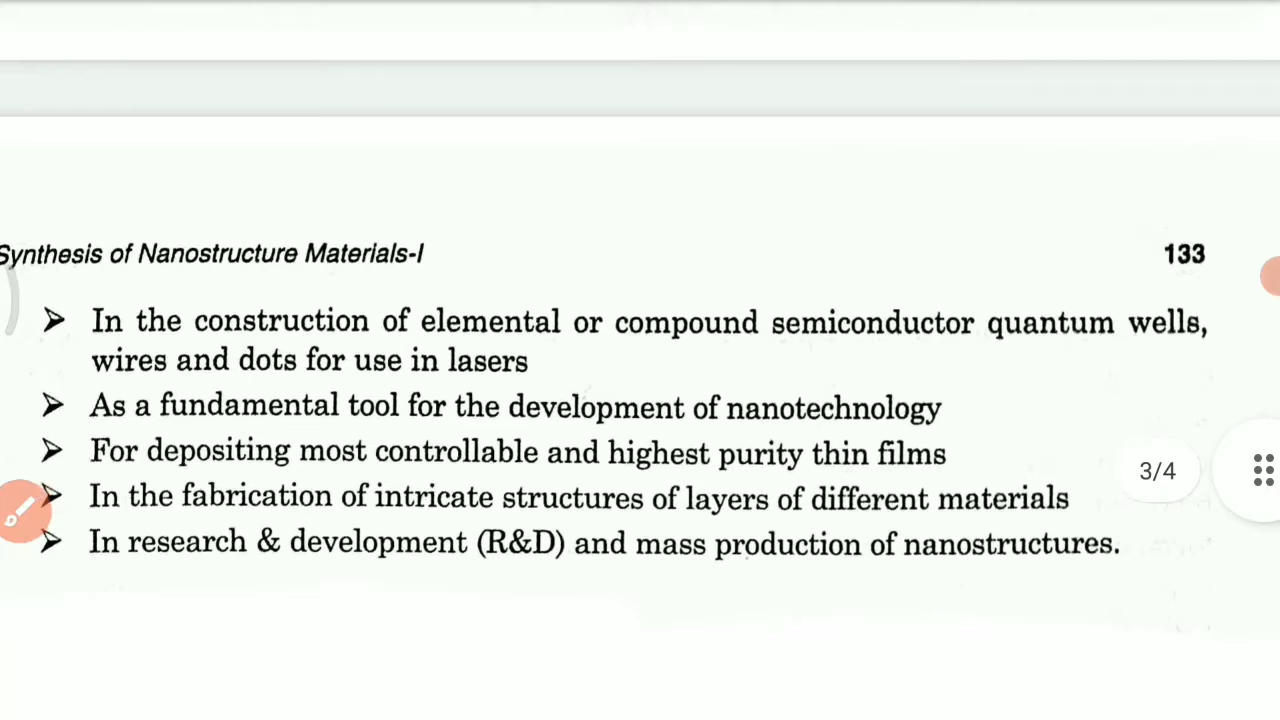 Synthesis of Nanostructure Materials-I 133
➤ In the construction of elemental or compound semiconductor quantum wells,
wires and dots for use in lasers
➤ As a fundamental tool for the development of nanotechnology
➤ For depositing most controllable and highest purity thin films
3/4
➤ In the fabrication of intricate structures of layers of different materials
➤ In research & development (R&D) and mass production of nanostructures.